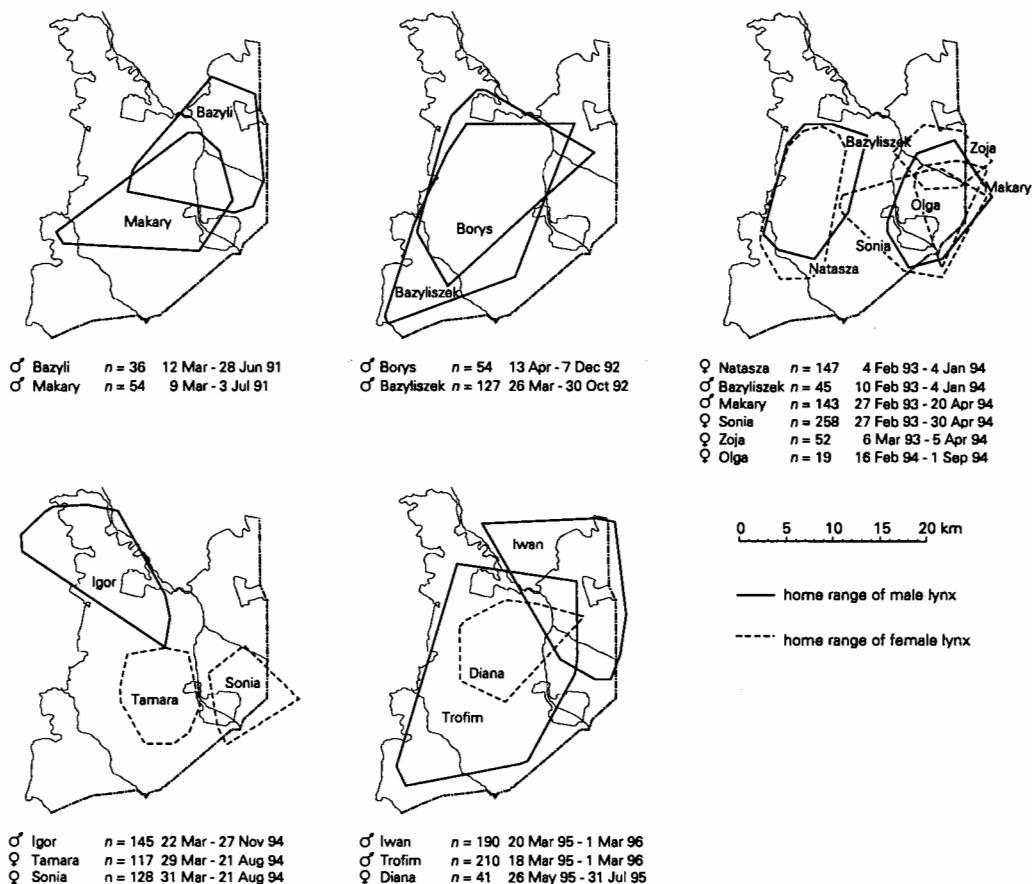 Bazyli
Makary
♂ Bazyli n = 36 12 Mar - 28 Jun 91
♂ Makary n = 54 9 Mar - 3 Jul 91
Borys
Bazyliszek
♂ Borys n = 54 13 Apr - 7 Dec 92
♂ Bazyliszek n = 127 26 Mar - 30 Oct 92
Bazyliszek
Zoja
Makary
Olga
Sonia
Natasza
♀ Natasza n = 147 4 Feb 93 - 4 Jan 94
♂ Bazyliszek n = 45 10 Feb 93 - 4 Jan 94
♂ Makary n = 143 27 Feb 93 - 20 Apr 94
♀ Sonia n = 258 27 Feb 93 - 30 Apr 94
♀ Zoja n = 52 6 Mar 93 - 5 Apr 94
♀ Olga n = 19 16 Feb 94 - 1 Sep 94
Igor
Tamara
Sonia
♂ Igor n = 145 22 Mar - 27 Nov 94
♀ Tamara n = 117 29 Mar - 21 Aug 94
♀ Sonia n = 128 31 Mar - 21 Aug 94
Iwan
Diana
Trofim
♂ Iwan n = 190 20 Mar 95 - 1 Mar 96
♂ Trofim n = 210 18 Mar 95 - 1 Mar 96
♀ Diana n = 41 26 May 95 - 31 Jul 95
0 5 10 15 20 km
home range of male lynx
home range of female lynx